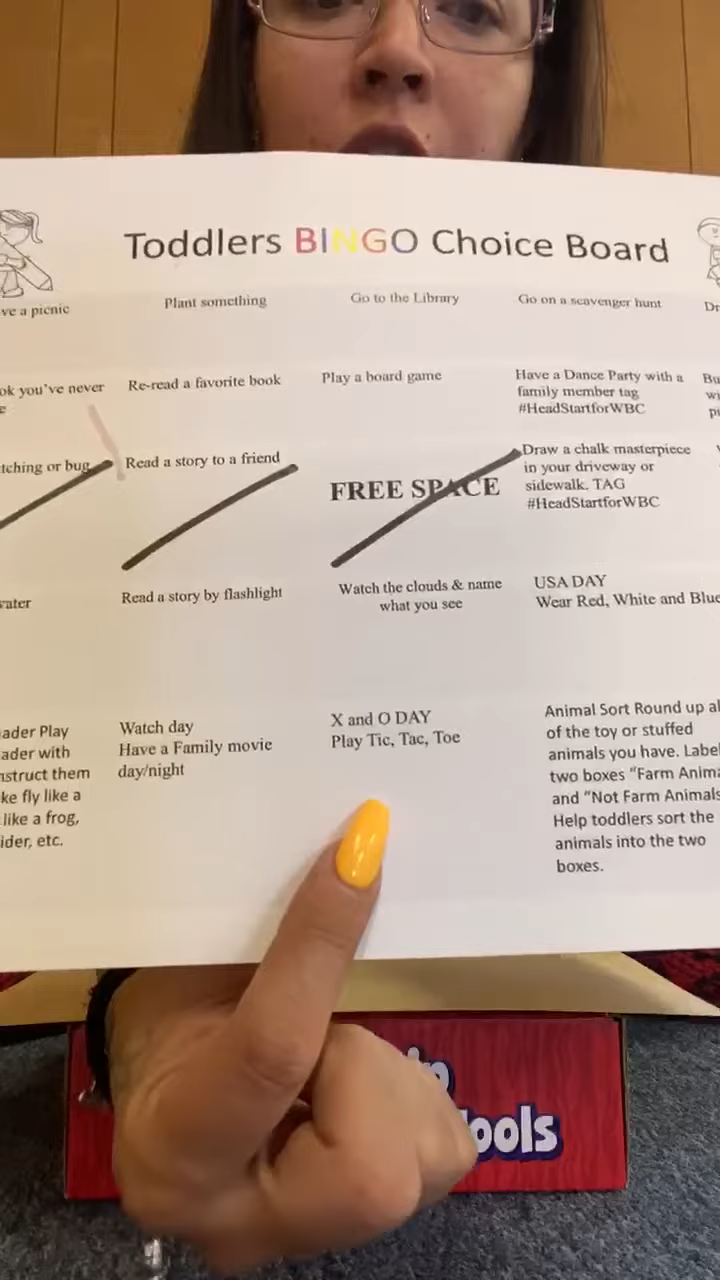 Toddlers BINGO Choice Board
ve a picnic
Plant something
Go to the Library
Go on a scavenger hunt
Dr
ok you've never
e
Re-read a favorite book
Play a board game
Have a Dance Party with a
family member tag
#HeadStartforWBC
Bu
wi
tching or bug
Read a story to a friend
FREE SPACE
Draw a chalk masterpiece
in your driveway or
sidewalk. TAG
#HeadStartforWBC
Read a story by flashlight
Watch the clouds & name
what you see
USA DAY
Wear Red, White and Blue
ader Play
ader with
nstruct them
ke fly like a
like a frog,
ider, etc.
Watch day
Have a Family movie
day/night
X and O DAY
Play Tic, Tac, Toe
Animal Sort Round up al
of the toy or stuffed
animals you have. Label
two boxes "Farm Anima
and "Not Farm Animals
Help toddlers sort the
animals into the two
boxes.
ools